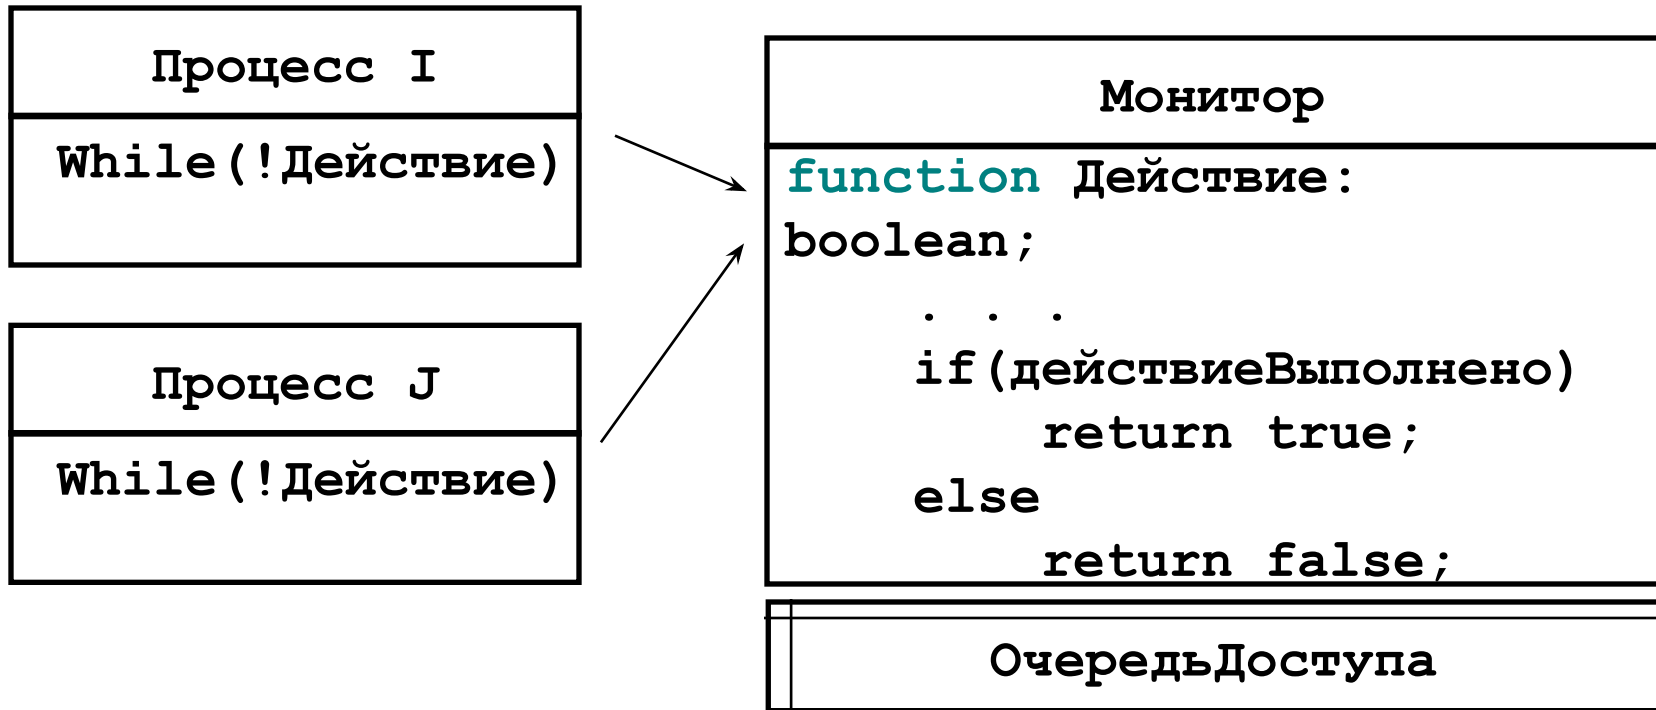 Процесс I
While(!Действие)
Процесс J
While(!Действие)
Монитор
function Действие:
boolean;
. . .
if(действиеВыполнено)
return true;
else
return false;
ОчередьДоступа